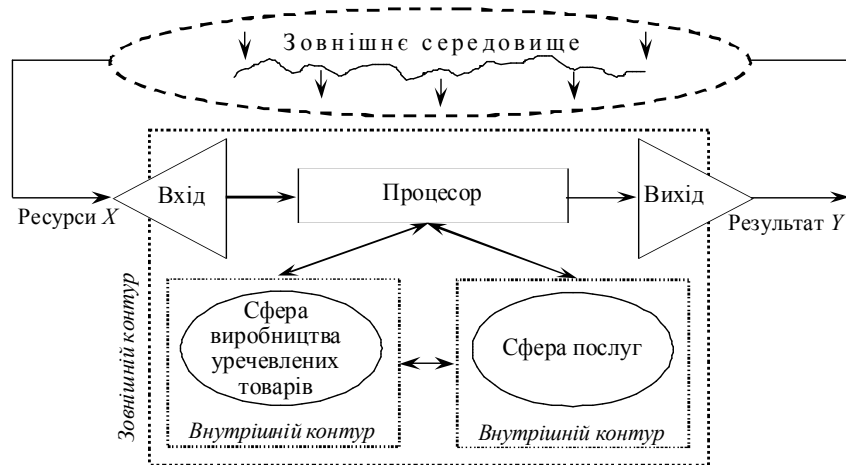 Зовнішнє середовище
Вхід
Процесор
Вихід
Ресурси X
Результат Y
Зовнішній контур
Сфера
виробництва
уречевлених
товарів
Сфера послуг
Внутрішній контур
Внутрішній контур